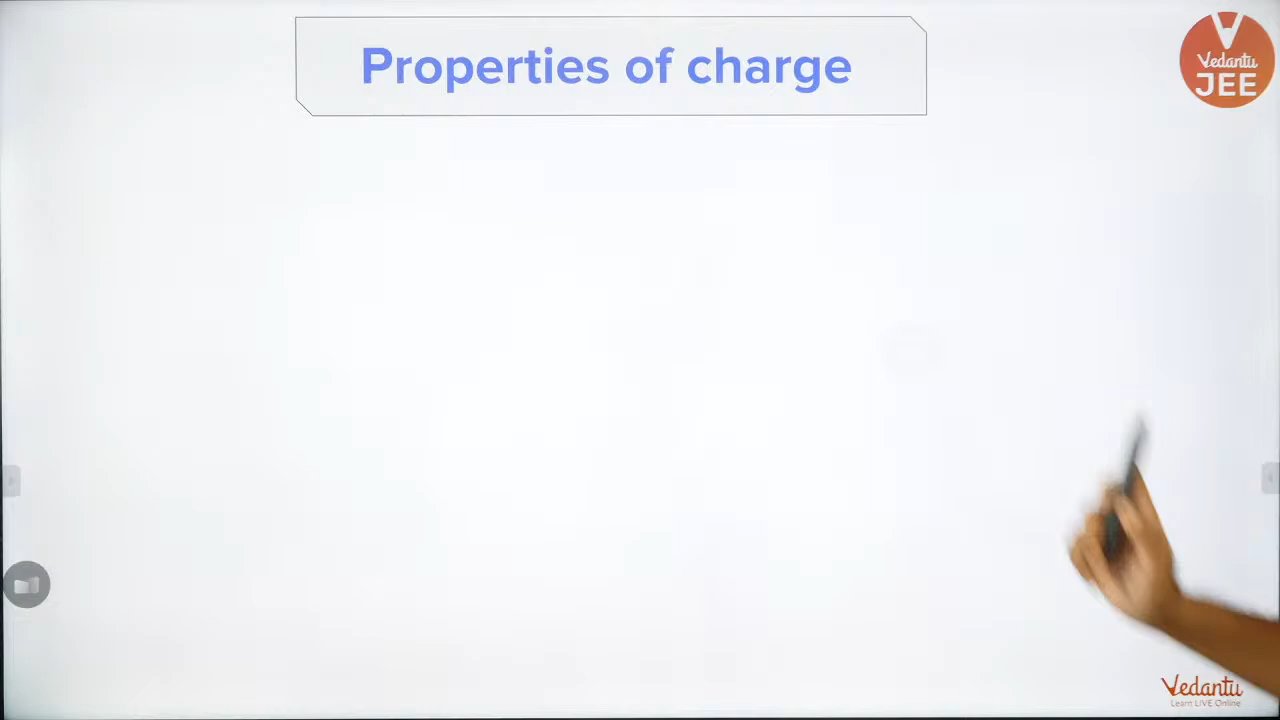 Properties of charge
V
Vedantu
JEE
Vedantu
Learn LIVE Online